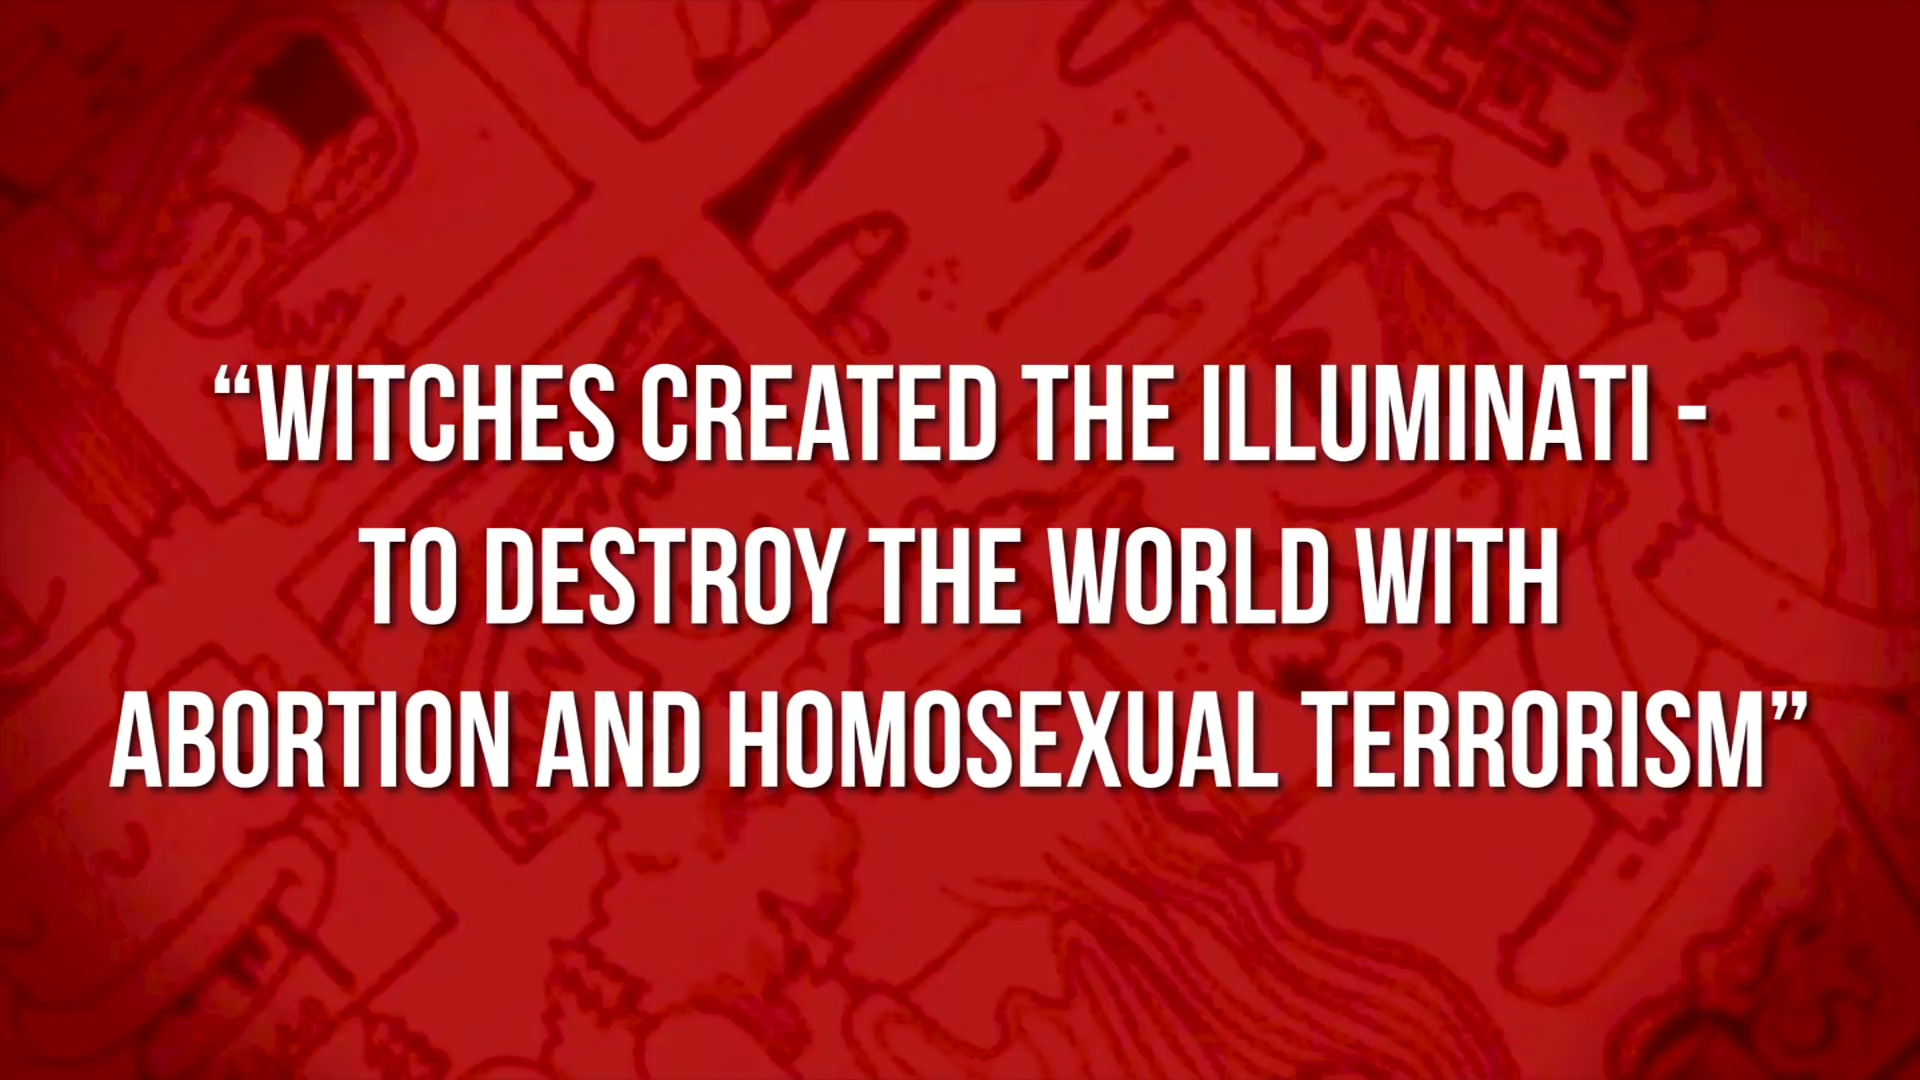 “WITCHES CREATED THE ILLUMINATI -
TO DESTROY THE WORLD WITH
ABORTION AND HOMOSEXUAL TERRORISM”